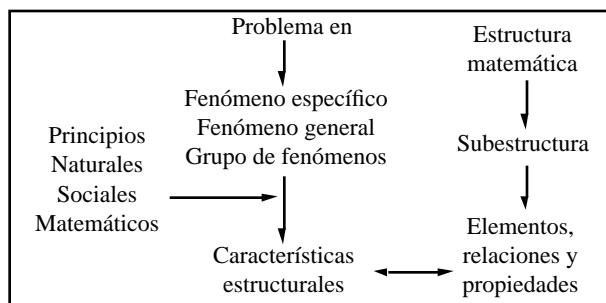 Problema en
Fenómeno específico
Fenómeno general
Grupo de fenómenos
Principios
Naturales
Sociales
Matemáticos
Características
estructurales
Estructura
matemática
Subestructura
Elementos,
relaciones y
propiedades